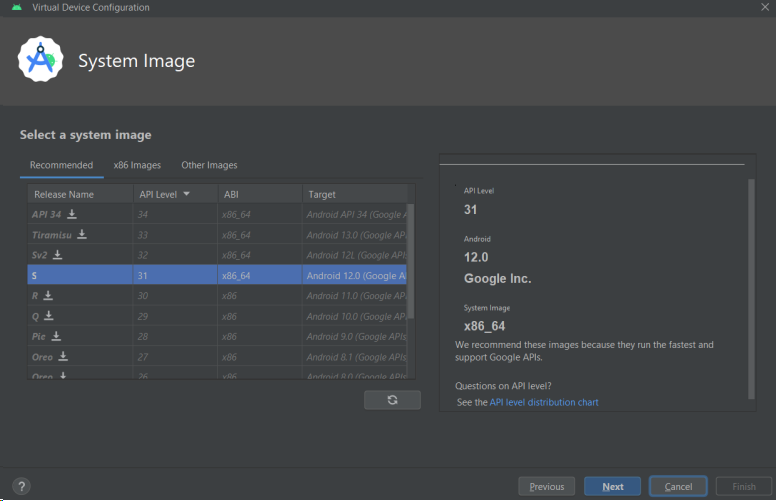 Virtual Device Configuration
System Image
Select a system image
Recommended x86 Images Other Images
Release Name API Level ABI Target
API 34 34 x86_64 Android API 34 (Google A
Tiramisu 33 x86_64 Android 13.0 (Google API
Sv2 32 x86_64 Android 12L (Google APIs
S 31 x86_64 Android 12.0 (Google A
R 30 x86 Android 11.0 (Google API
Q 29 x86 Android 10.0 (Google API
Pie 28 x86 Android 9.0 (Google APIs
Oreo 27 x86 Android 8.1 (Google APIs
Oreo 26 x86 Android 8.0 (Google APIs
API Level
31
Android
12.0
Google Inc.
System Image
x86_64
We recommend these images because they run the fastest and
support Google APIs.
Questions on API level?
See the API level distribution chart
? Previous Next Cancel Finish